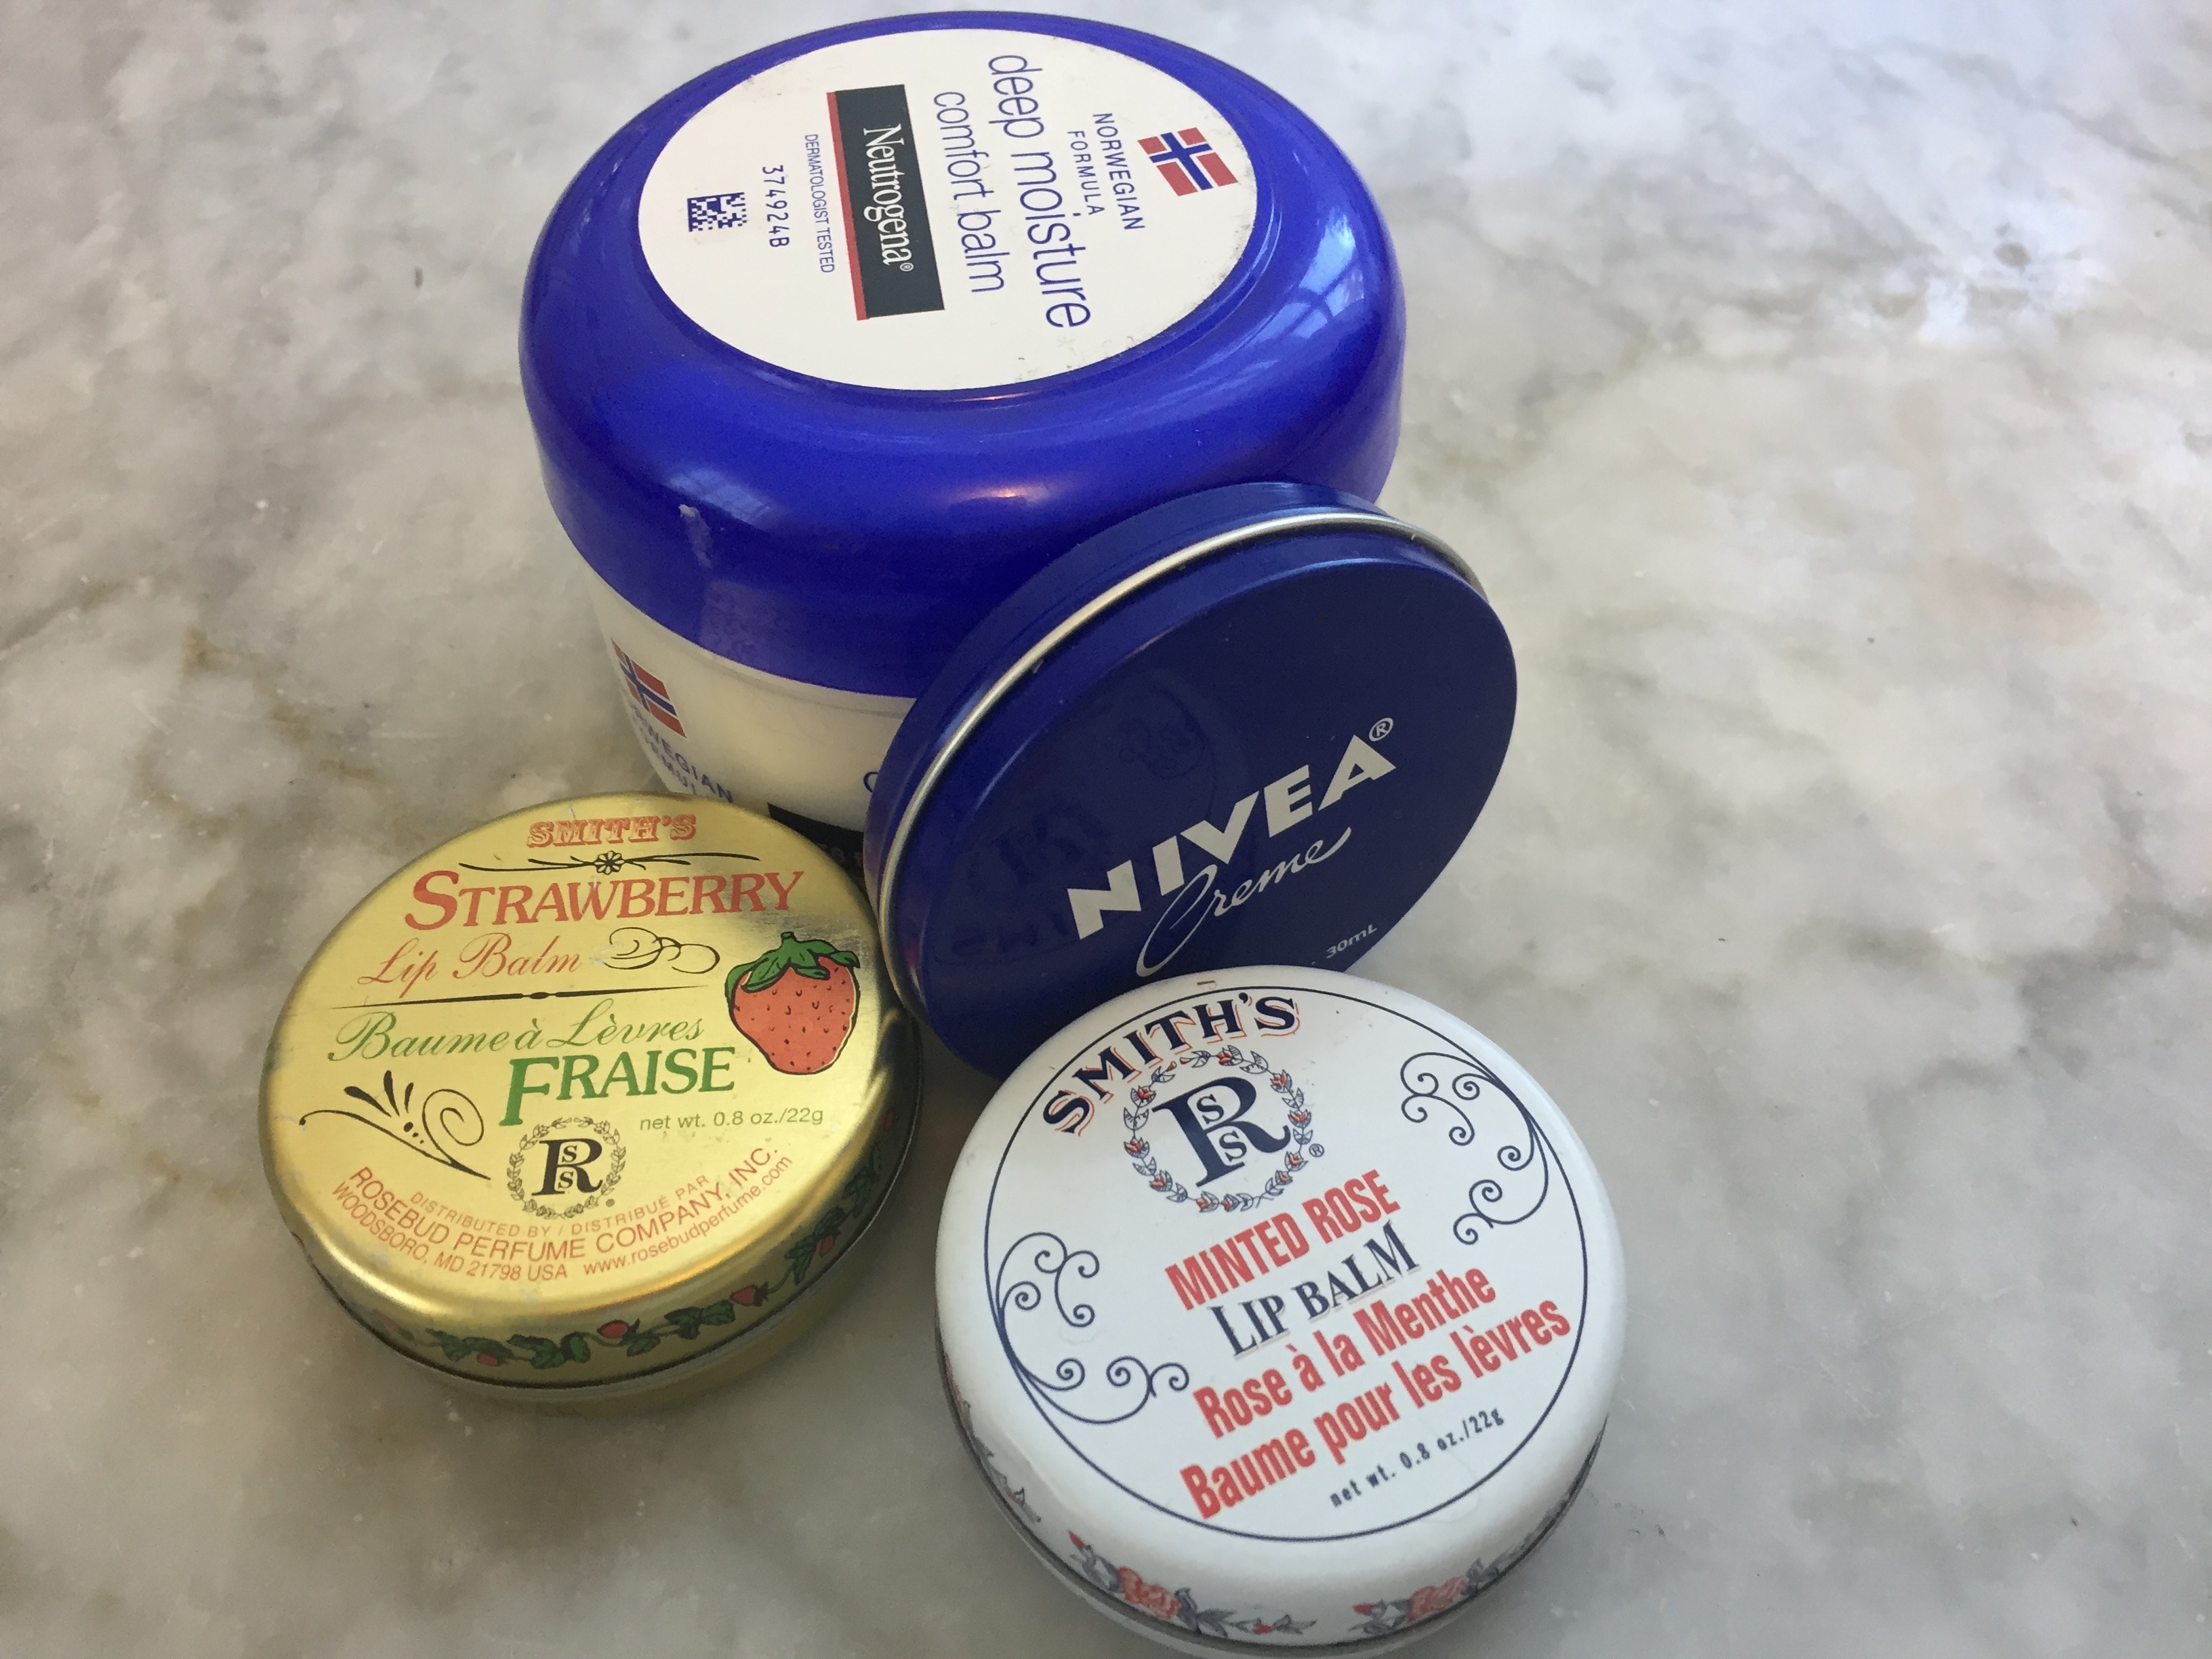 NORWEGIAN
FORMULA
deep moisture
comfort balm
Neutrogena®
DERMATOLOGIST TESTED
374924B
NIVEA®
Creme
30mL
SMITH'S
STRAWBERRY
Lip Balm
Baume à Lèvres
FRAISE
net wt. 0.8 oz./22g
RSS
DISTRIBUTED BY / DISTRIBUÉ PAR
ROSEBUD PERFUME COMPANY, INC.
WOODSBORO, MD 21798 USA www.rosebudperfume.com
SMITH'S
RSS®
MINTED ROSE
LIP BALM
Rose à la Menthe
Baume pour les lèvres
net wt. 0.8 oz./22g